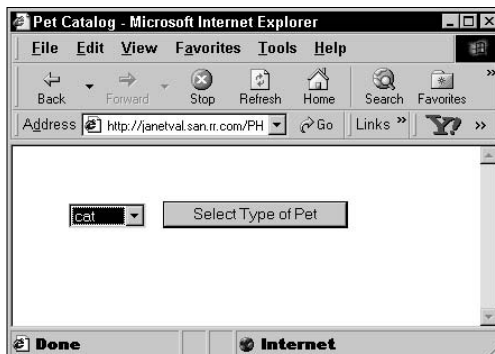 Pet Catalog - Microsoft Internet Explorer
File Edit View Favorites Tools Help
Back Forward Stop Refresh Home Search Favorites »
Address http://janetval.san.rr.com/PH Go Links » Y! »
cat Select Type of Pet
Done Internet